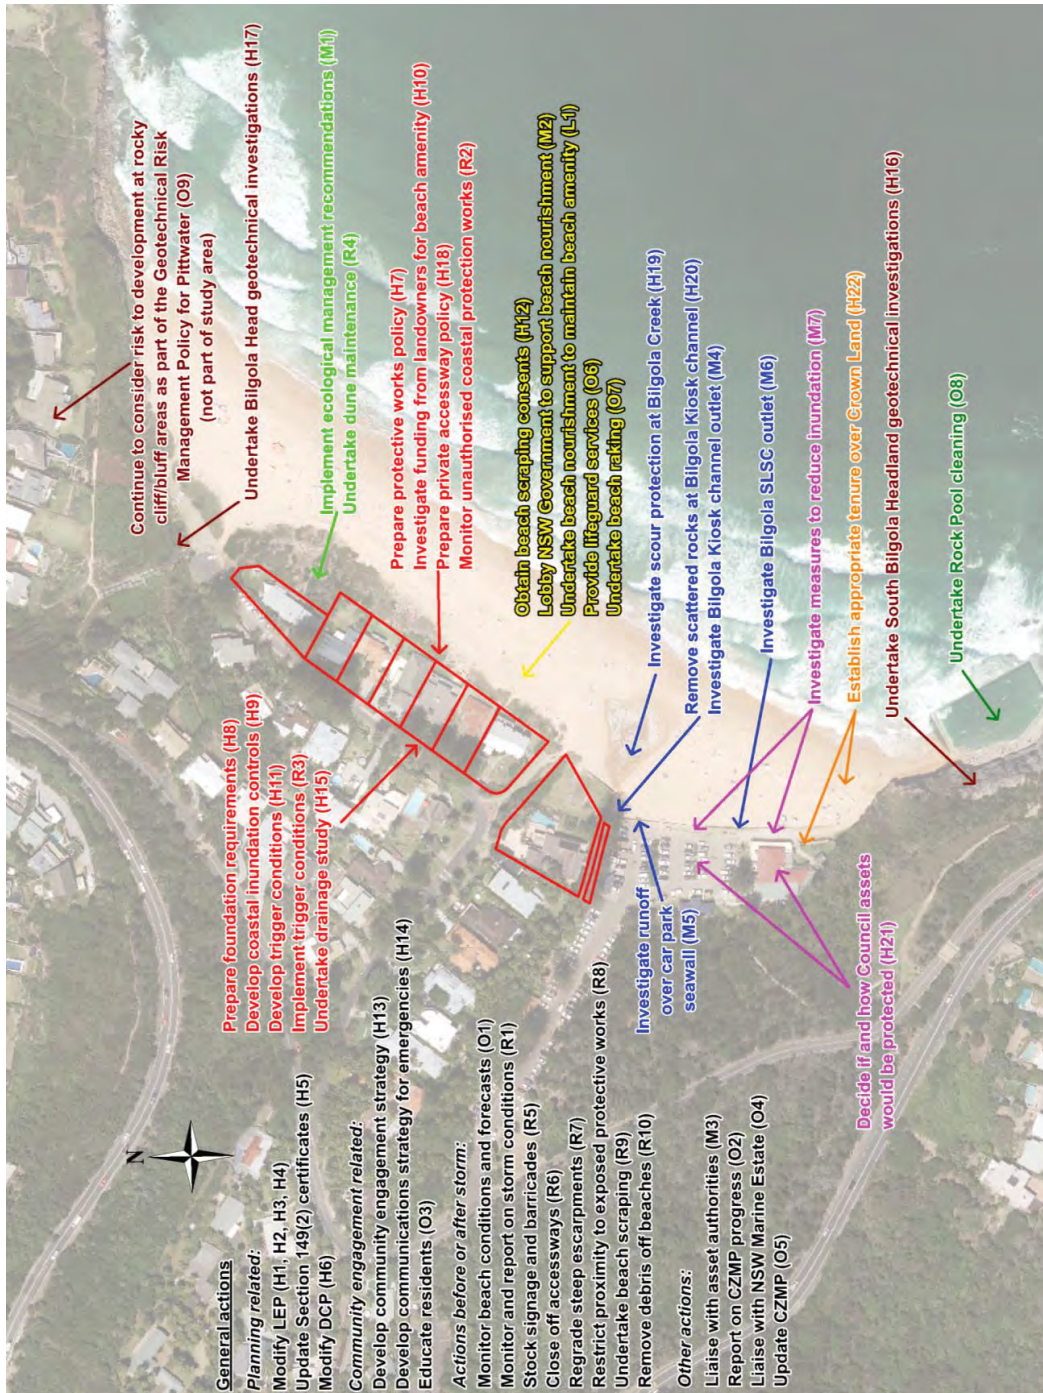 General actions
Planning related:
Modify LEP (H1, H2, H3, H4)
Update Section 149(2) certificates (H5)
Modify DCP (H6)
Community engagement related:
Develop community engagement strategy (H13)
Develop communications strategy for emergencies (H14)
Educate residents (O3)
Actions before or after storm:
Monitor beach conditions and forecasts (O1)
Monitor and report on storm conditions (R1)
Stock signage and barricades (R5)
Close off accessways (R6)
Regrade steep escarpments (R7)
Restrict proximity to exposed protective works (R8)
Undertake beach scraping (R9)
Remove debris off beaches (R10)
Other actions:
Liaise with asset authorities (M3)
Report on CZMP progress (O2)
Liaise with NSW Marine Estate (O4)
Update CZMP (O5)
N
Prepare foundation requirements (H8)
Develop coastal inundation controls (H9)
Develop trigger conditions (H11)
Implement trigger conditions (R3)
Undertake drainage study (H15)
Investigate runoff
over car park
seawall (M5)
Decide if and how Council assets
would be protected (H21)
Continue to consider risk to development at rocky
cliff/bluff areas as part of the Geotechnical Risk
Management Policy for Pittwater (O9)
(not part of study area)
Undertake Bilgola Head geotechnical investigations (H17)
Implement ecological management recommendations (M1)
Undertake dune maintenance (R4)
Prepare protective works policy (H7)
Investigate funding from landowners for beach amenity (H10)
Prepare private accessway policy (H18)
Monitor unauthorised coastal protection works (R2)
Obtain beach scraping consents (H12)
Lobby NSW Government to support beach nourishment (M2)
Undertake beach nourishment to maintain beach amenity (L1)
Provide lifeguard services (O6)
Undertake beach raking (O7)
Investigate scour protection at Bilgola Creek (H19)
Remove scattered rocks at Bilgola Kiosk channel (H20)
Investigate Bilgola Kiosk channel outlet (M4)
Investigate Bilgola SLSC outlet (M6)
Investigate measures to reduce inundation (M7)
Establish appropriate tenure over Crown Land (H22)
Undertake South Bilgola Headland geotechnical investigations (H16)
Undertake Rock Pool cleaning (O8)